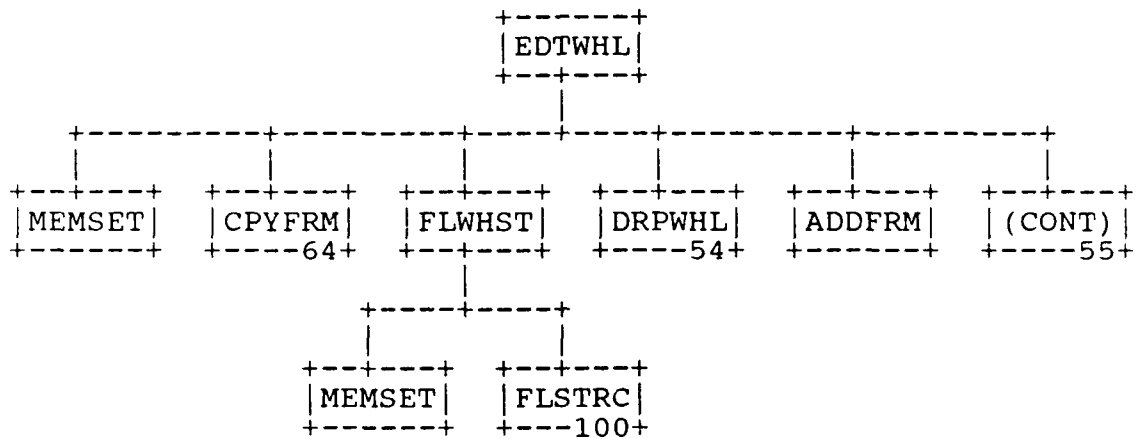 EDTWHL
MEMSET CPYFRM FLWHST DRPWHL ADDFRM (CONT)
64 54 55
MEMSET FLSTRC
100